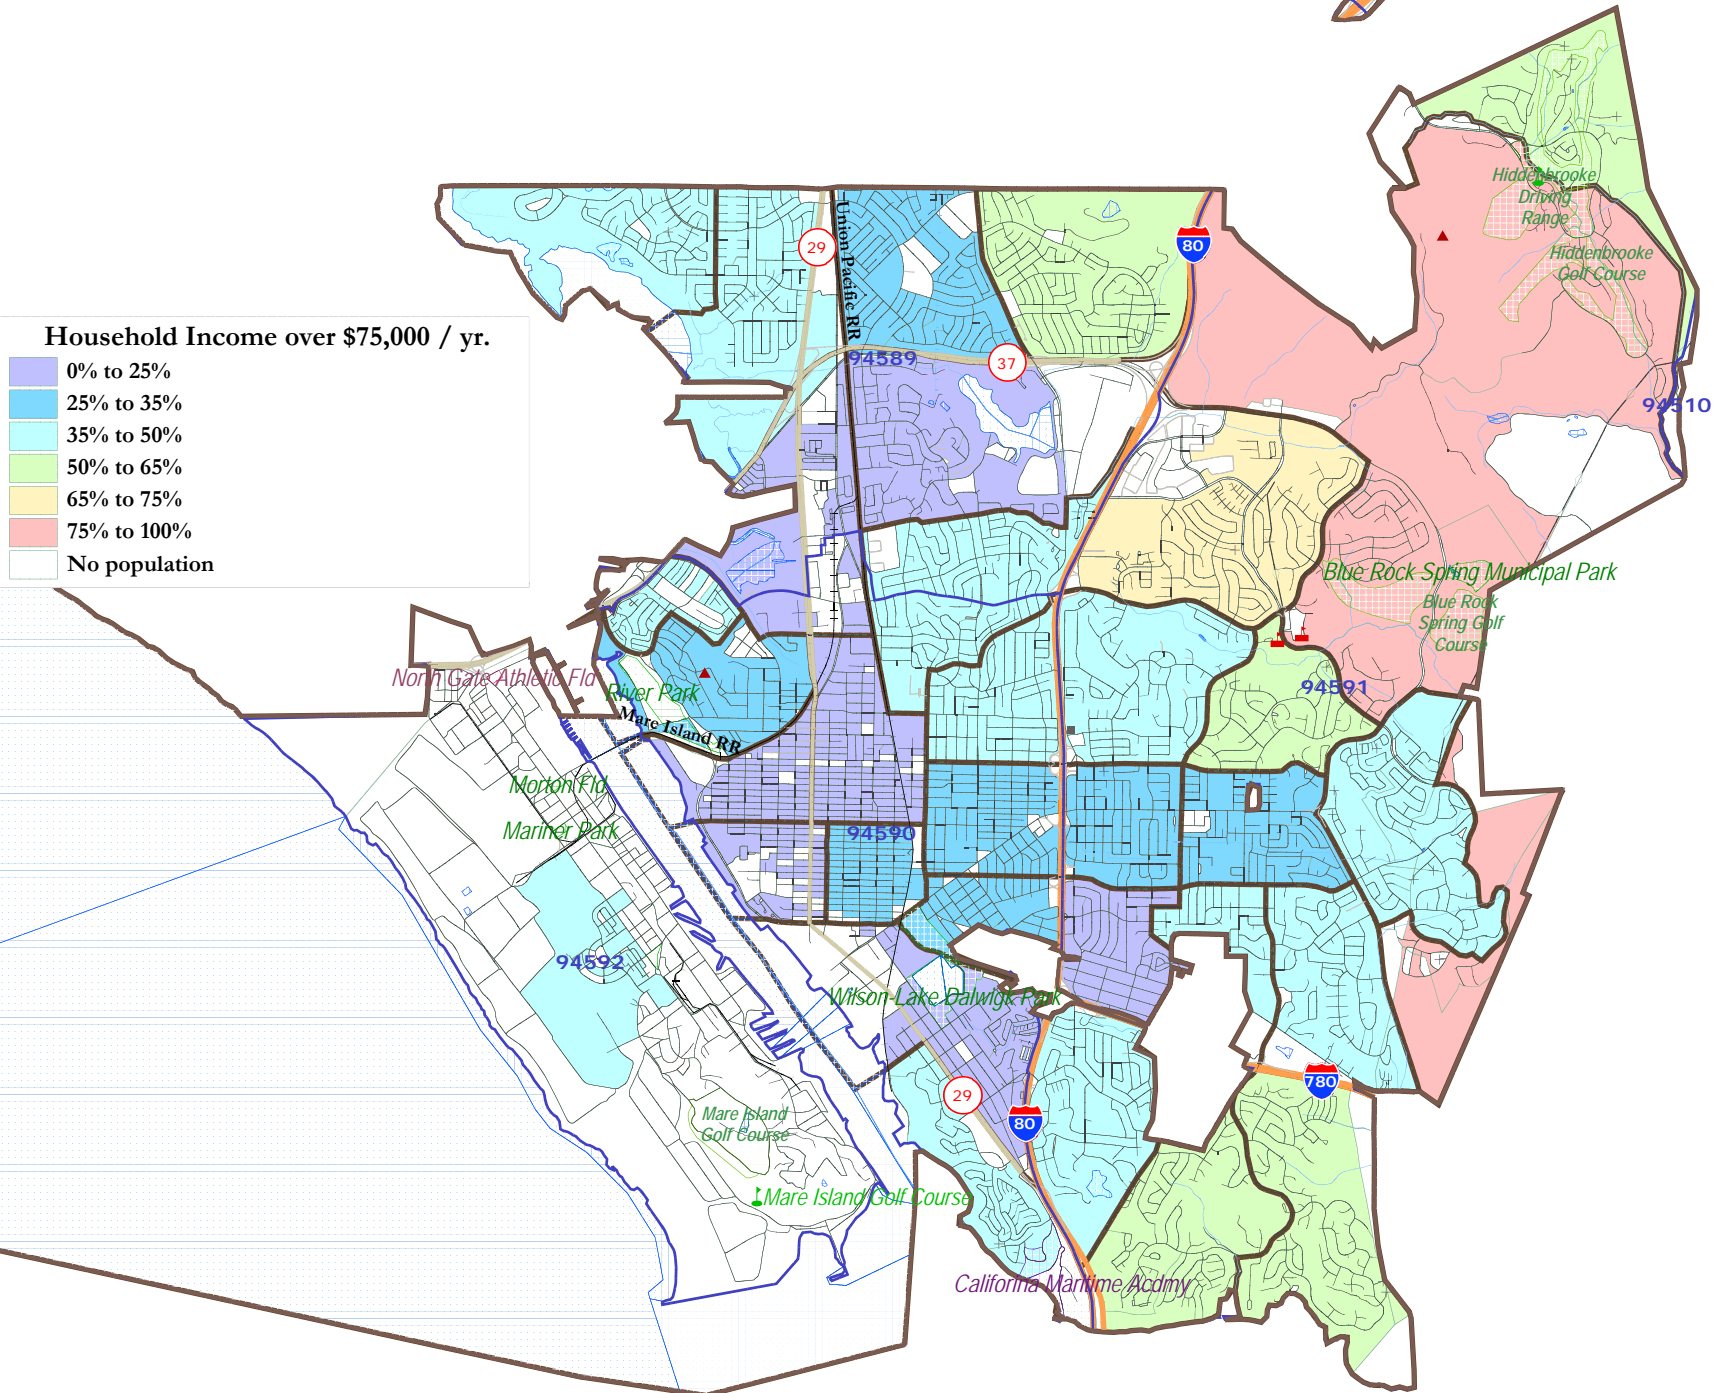 Hiddenbrooke
Driving
Range
Hiddenbrooke
Golf Course
29
Union Pacific RR
80
Household Income over $75,000 / yr.
0% to 25%
25% to 35%
35% to 50%
50% to 65%
65% to 75%
75% to 100%
No population
94589
37
94510
Blue Rock Spring Municipal Park
Blue Rock
Spring Golf
Course
North Gate Athletic Fld
River Park
94591
Mare Island RR
Morton Fld
Mariner Park
94590
94592
Wilson-Lake Dalwigk Park
29
80
780
Mare Island
Golf Course
Mare Island Golf Course
California Maritime Acdmy